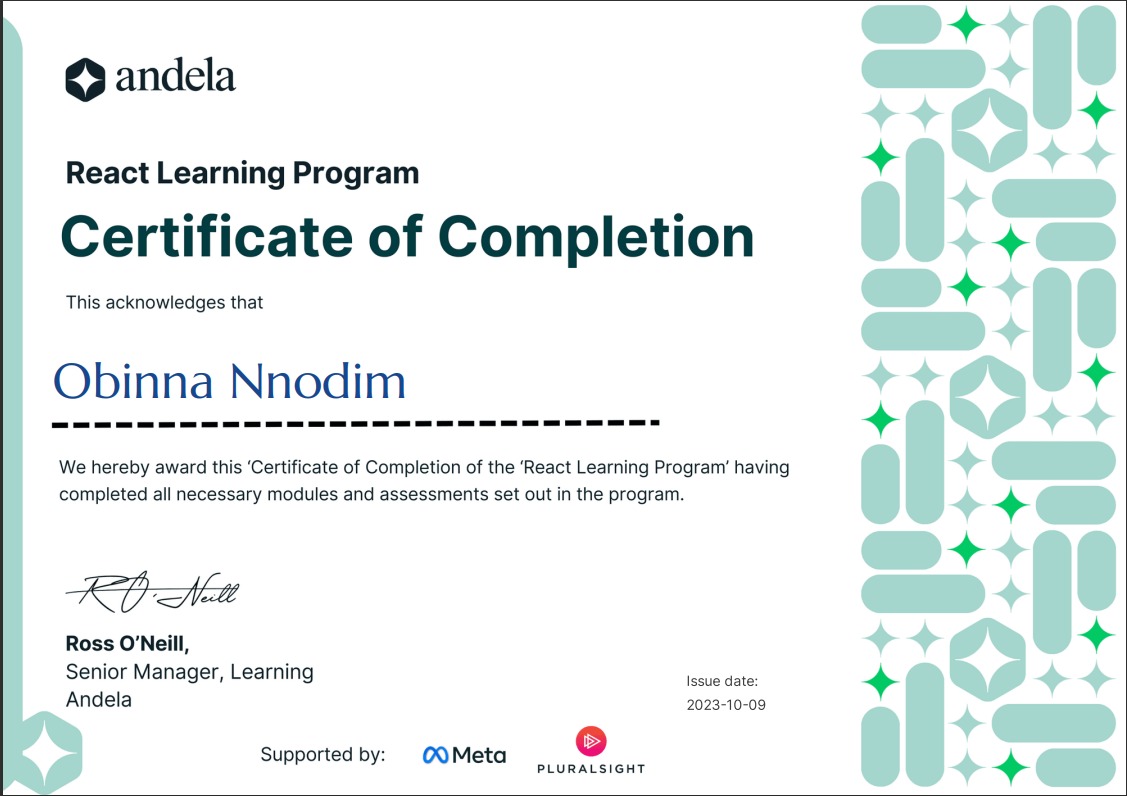 andela
React Learning Program
Certificate of Completion
This acknowledges that
Obinna Nnodim
We hereby award this ‘Certificate of Completion of the ‘React Learning Program’ having
completed all necessary modules and assessments set out in the program.
RO'Neill
Ross O’Neill,
Senior Manager, Learning
Andela
Issue date:
2023-10-09
Supported by:
Meta
PLURALSIGHT